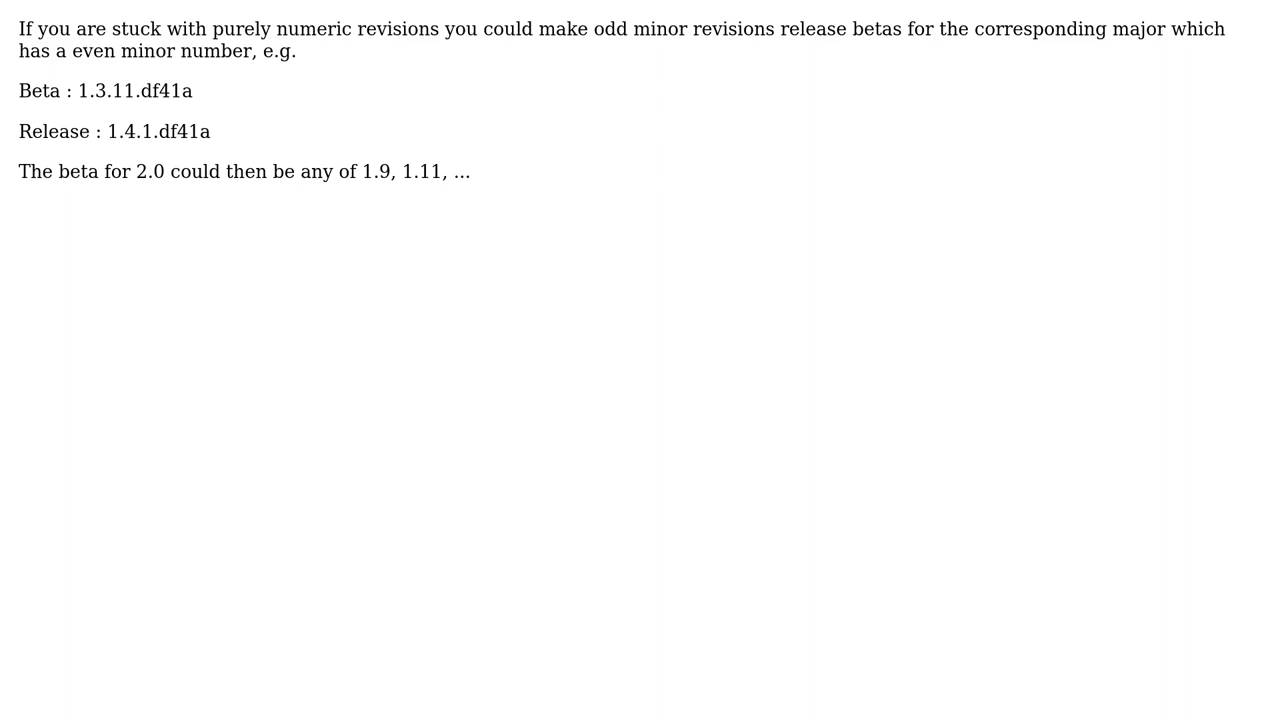 If you are stuck with purely numeric revisions you could make odd minor revisions release betas for the corresponding major which
has a even minor number, e.g.
Beta : 1.3.11.df41a
Release : 1.4.1.df41a
The beta for 2.0 could then be any of 1.9, 1.11, ...